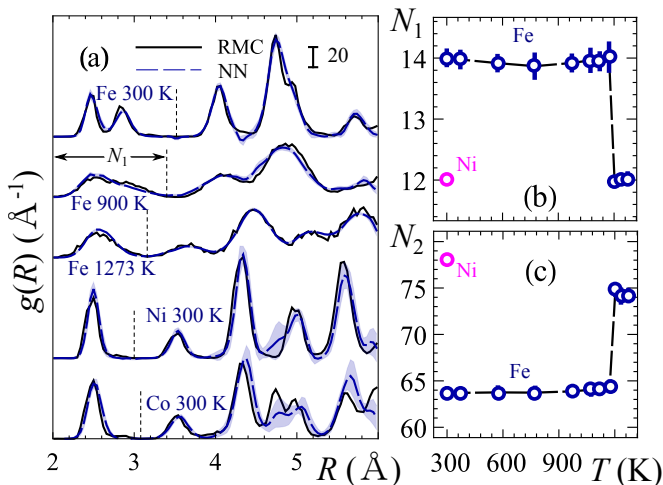 (a)
RMC
NN
20
Fe 300 K
N₁
Fe 900 K
Fe 1273 K
Ni 300 K
Co 300 K
g(R) (Å⁻¹)
2 3 4 5
R (Å)
N₁
14
13
12
Fe
Ni
(b)
N₂
75
70
65
60
Ni
(c)
Fe
300 600 900
T (K)